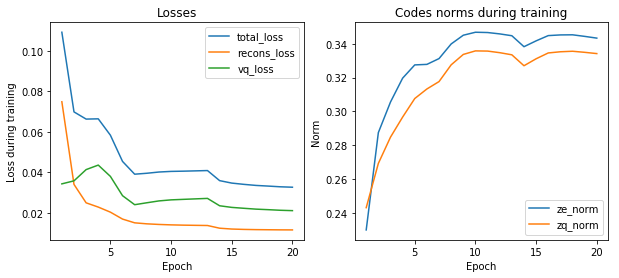 Losses
Loss during training
0.10
0.08
0.06
0.04
0.02
total_loss
recons_loss
vq_loss
5
10
15
20
Epoch
Codes norms during training
Norm
0.34
0.32
0.30
0.28
0.26
0.24
ze_norm
zq_norm
5
10
15
20
Epoch